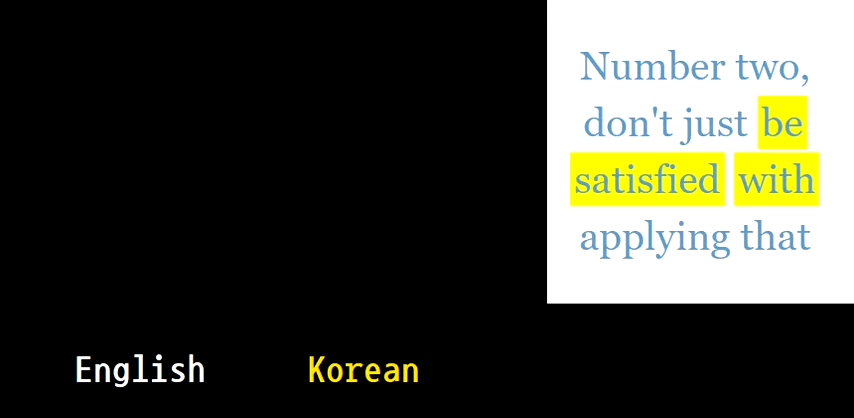 Number two,
don't just be
satisfied with
applying that
English Korean